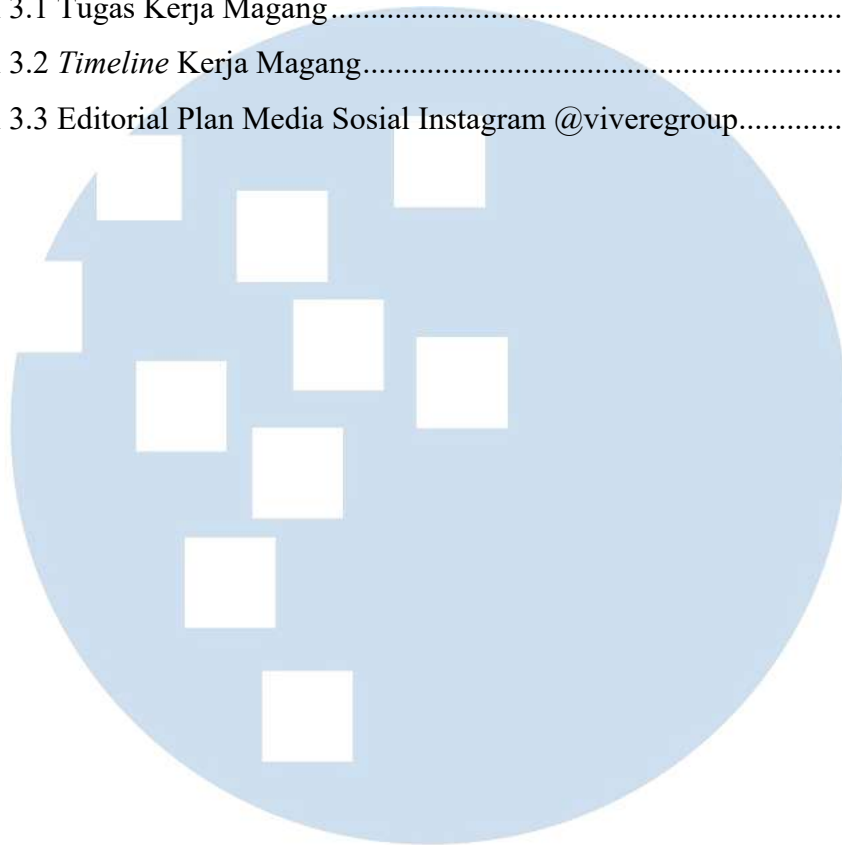 3.1 Tugas Kerja Magang........................................................................
3.2 Timeline Kerja Magang....................................................................
3.3 Editorial Plan Media Sosial Instagram @viveregroup.............